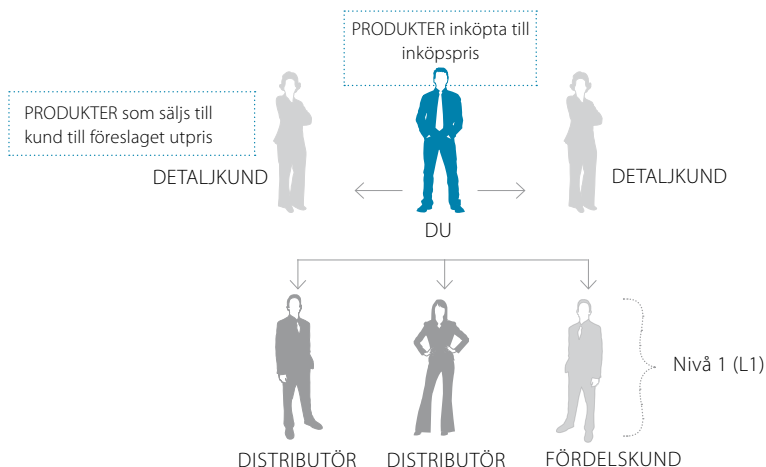 PRODUKTER inköpta till
inköpspris
PRODUKTER som säljs till
kund till föreslaget utpris
DETALJKUND
DETALJKUND
DU
Nivå 1 (L1)
DISTRIBUTÖR
DISTRIBUTÖR
FÖRDELSKUND